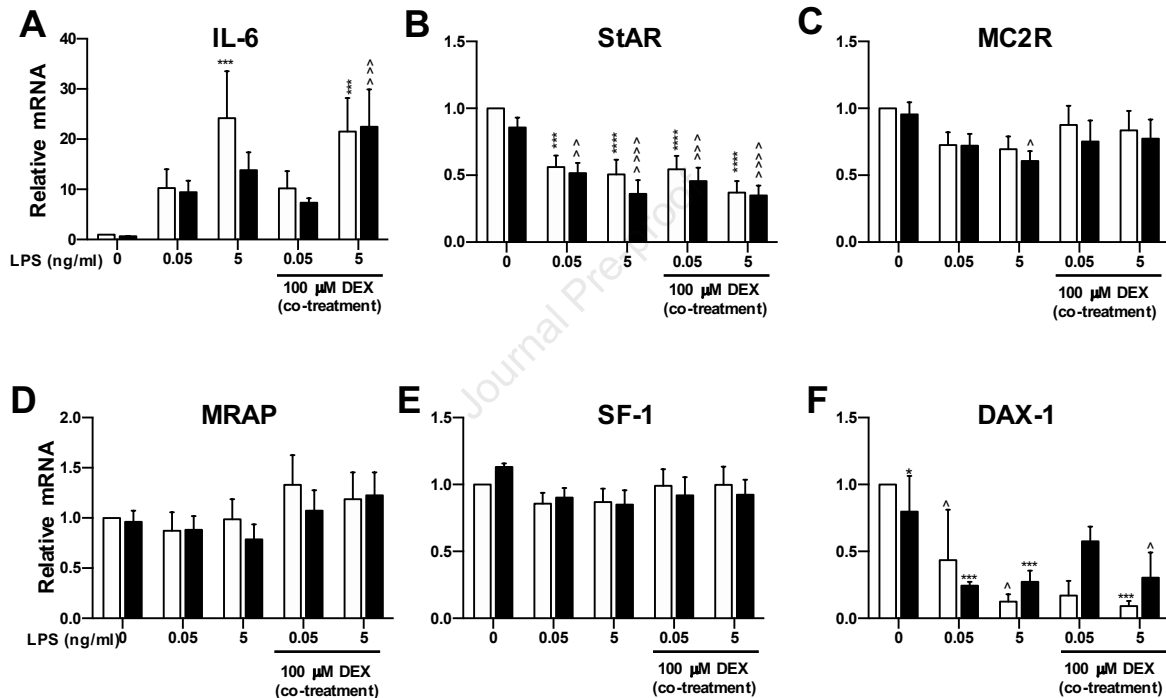 A
IL-6
Relative mRNA
40
30
20
10
0
***
***
^^^
LPS (ng/ml)
0
0.05
5
0.05
5
100 µM DEX
(co-treatment)
B
StAR
1.5
1.0
0.5
0.0
***
^^
****
^^^^
****
^^^
****
^^^^
0
0.05
5
0.05
5
100 µM DEX
(co-treatment)
C
MC2R
1.5
1.0
0.5
0.0
^
0
0.05
5
0.05
5
100 µM DEX
(co-treatment)
Journal Pre-proof
D
MRAP
Relative mRNA
2.0
1.5
1.0
0.5
0.0
LPS (ng/ml)
0
0.05
5
0.05
5
100 µM DEX
(co-treatment)
E
SF-1
1.5
1.0
0.5
0.0
0
0.05
5
0.05
5
100 µM DEX
(co-treatment)
F
DAX-1
1.5
1.0
0.5
0.0
*
^
***
^
***
***
^
0
0.05
5
0.05
5
100 µM DEX
(co-treatment)